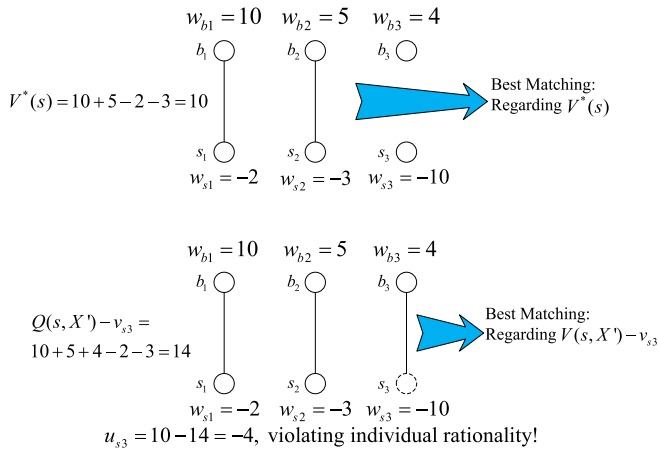 w_{b1} = 10 w_{b2} = 5 w_{b3} = 4
b_1 b_2 b_3
V^*(s) = 10 + 5 − 2 − 3 = 10
Best Matching:
Regarding V^*(s)
s_1 s_2 s_3
w_{s1} = −2 w_{s2} = −3 w_{s3} = −10
w_{b1} = 10 w_{b2} = 5 w_{b3} = 4
b_1 b_2 b_3
Q(s, X') − v_{s3} =
10 + 5 + 4 − 2 − 3 = 14
Best Matching:
Regarding V(s, X') − v_{s3}
s_1 s_2 s_3
w_{s1} = −2 w_{s2} = −3 w_{s3} = −10
u_{s3} = 10 − 14 = −4, violating individual rationality!